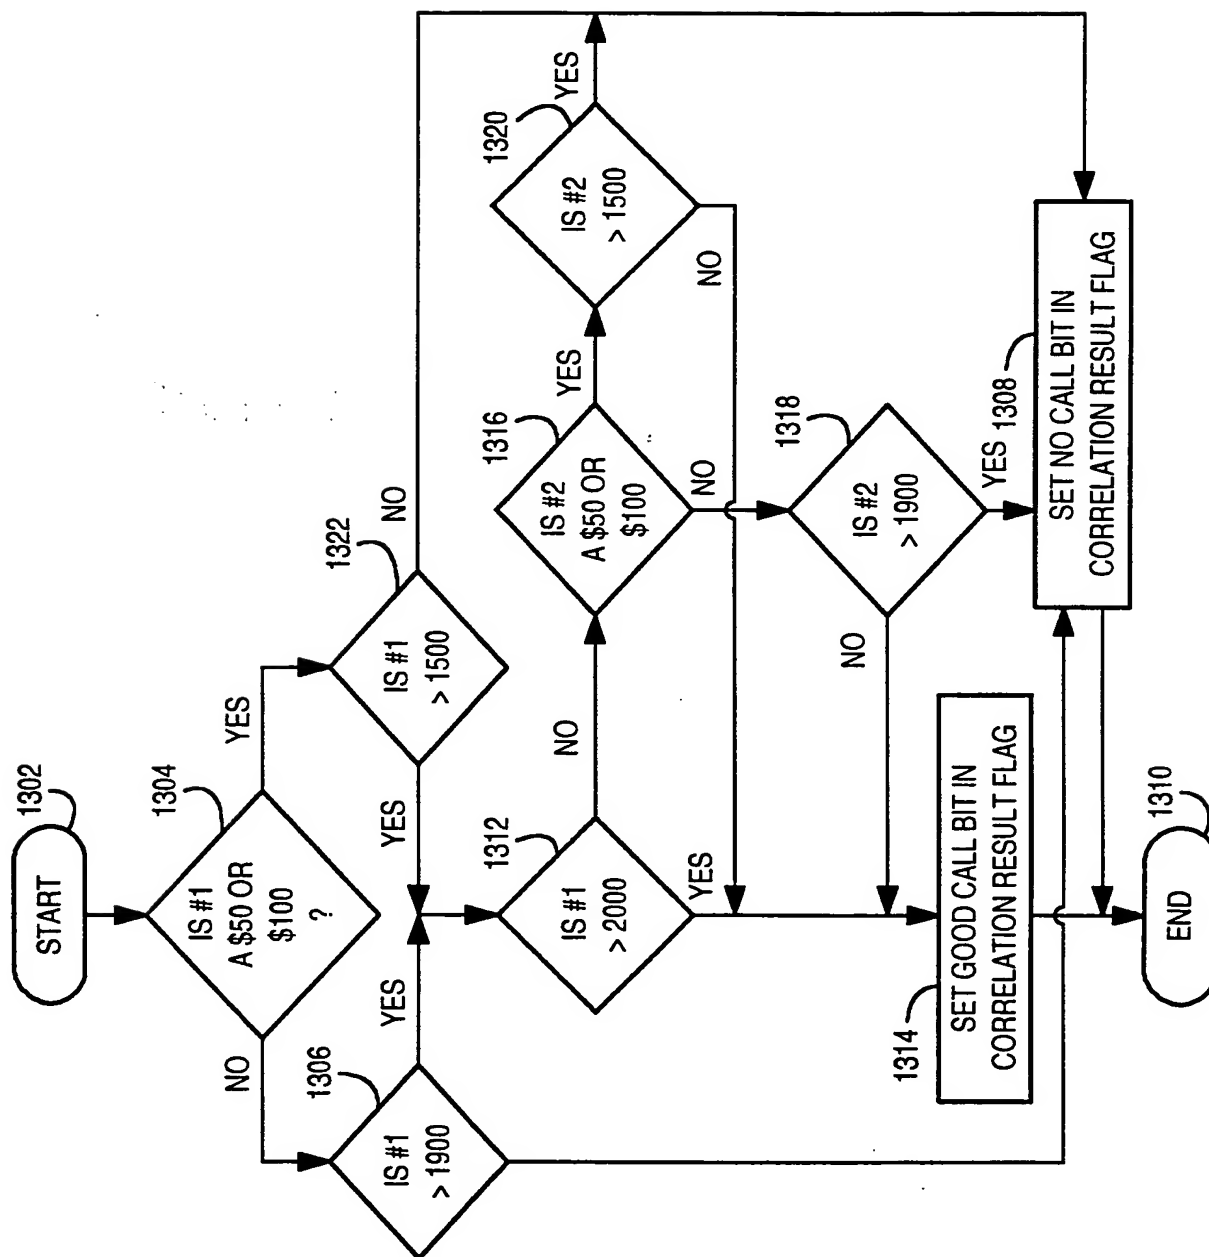 START
1302
IS #1
A $50 OR
$100
?
1304
NO
YES
IS #1
> 1900
1306
YES
IS #1
> 1500
1322
YES
NO
IS #1
> 2000
1312
NO
YES
IS #2
A $50 OR
$100
1316
YES
NO
IS #2
> 1500
1320
YES
NO
IS #2
> 1900
1318
NO
YES
SET GOOD CALL BIT IN
CORRELATION RESULT FLAG
1314
SET NO CALL BIT IN
CORRELATION RESULT FLAG
1308
END
1310